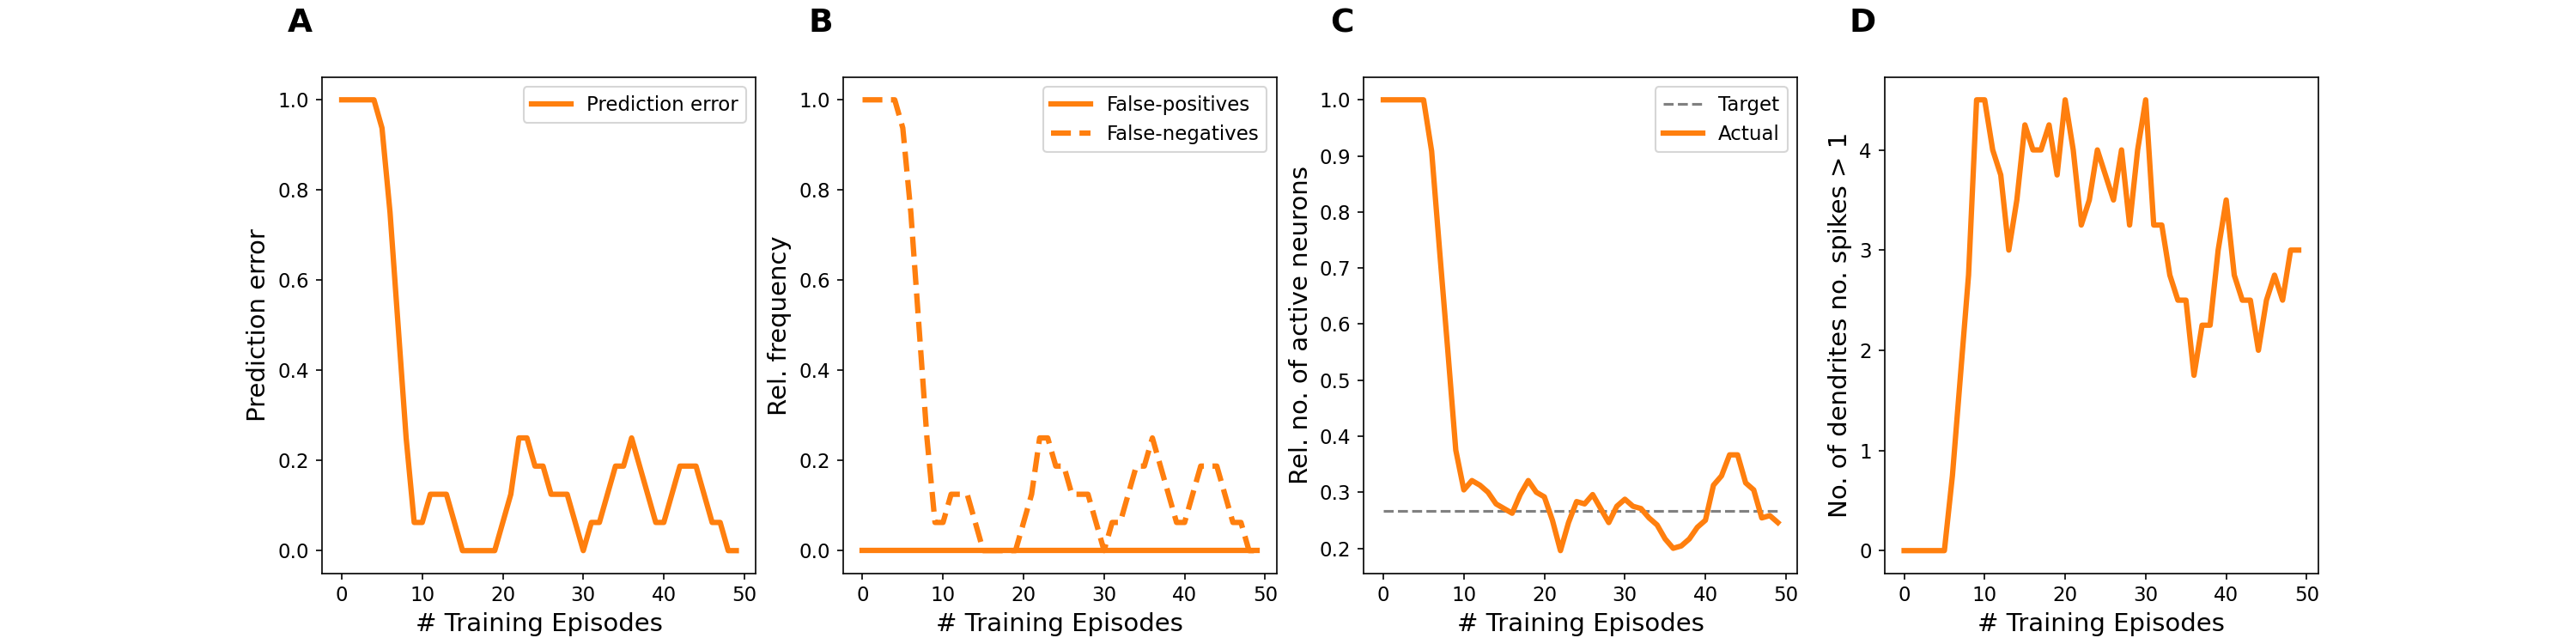 A
B
C
D
Prediction error
1.0
0.8
0.6
0.4
0.2
0.0
0 10 20 30 40 50
# Training Episodes
Prediction error
Rel. frequency
1.0
0.8
0.6
0.4
0.2
0.0
0 10 20 30 40 50
# Training Episodes
False-positives
False-negatives
Rel. no. of active neurons
1.0
0.9
0.8
0.7
0.6
0.5
0.4
0.3
0.2
0 10 20 30 40 50
# Training Episodes
Target
Actual
No. of dendrites no. spikes > 1
4
3
2
1
0
0 10 20 30 40 50
# Training Episodes